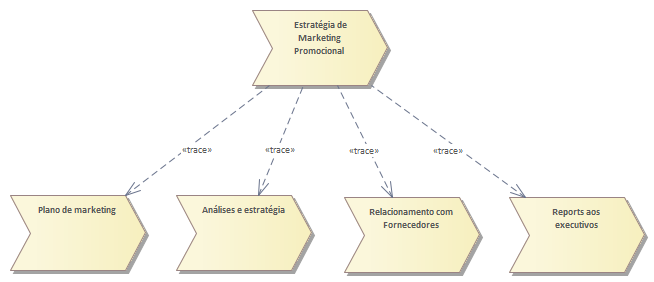 Estratégia de
Marketing
Promocional
«trace»
«trace»
«trace»
«trace»
Plano de marketing
Análises e estratégia
Relacionamento com
Fornecedores
Reports aos
executivos